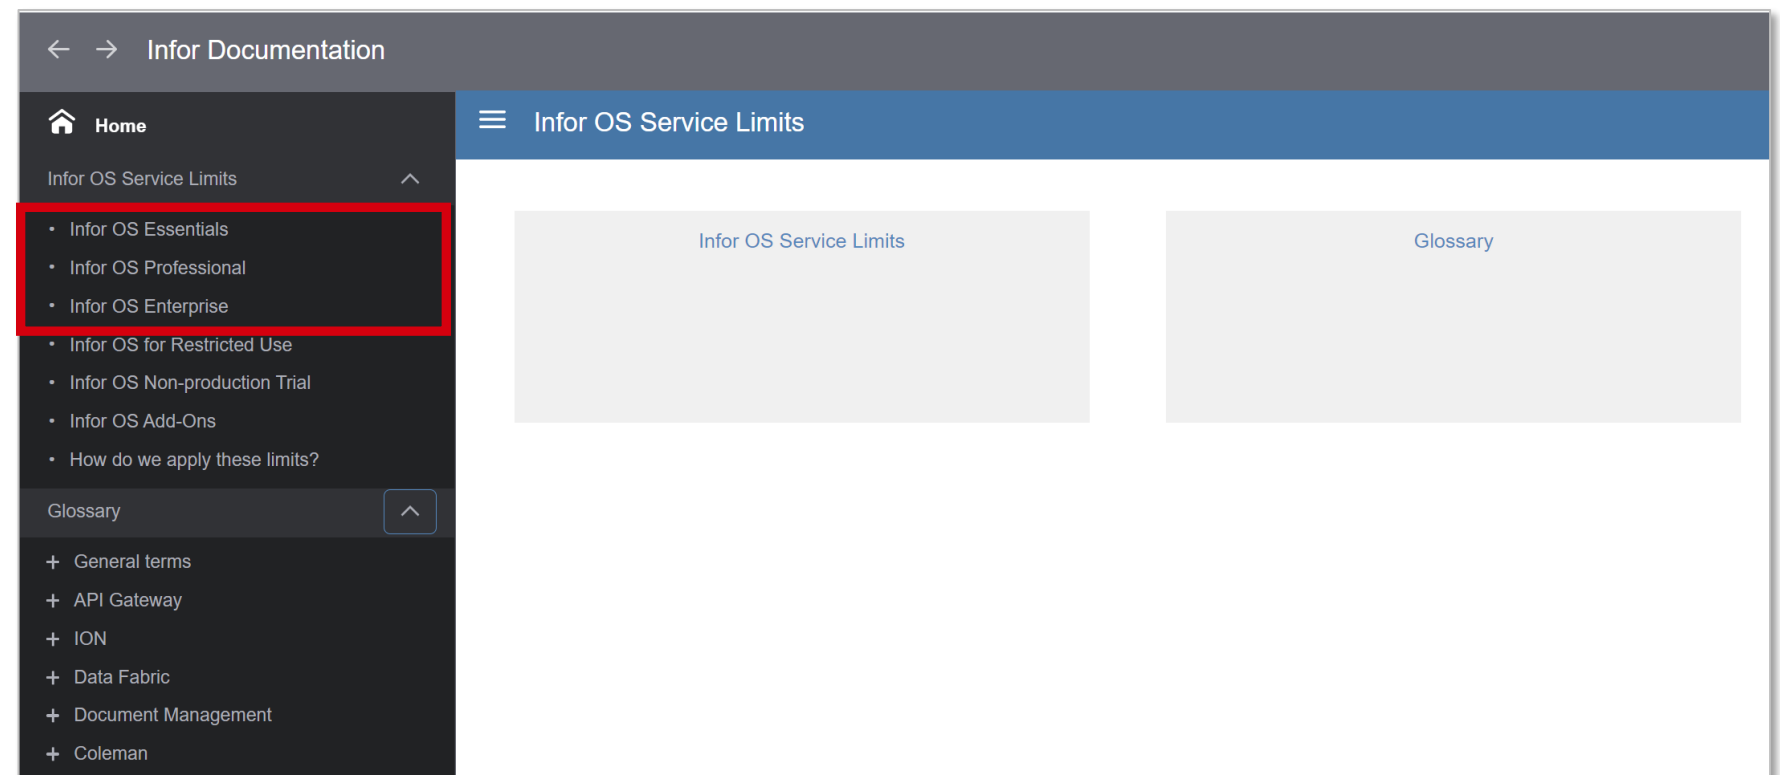 Infor Documentation
Home
Infor OS Service Limits
Infor OS Essentials
Infor OS Professional
Infor OS Enterprise
Infor OS for Restricted Use
Infor OS Non-production Trial
Infor OS Add-Ons
How do we apply these limits?
Glossary
General terms
API Gateway
ION
Data Fabric
Document Management
Coleman
Infor OS Service Limits
Infor OS Service Limits
Glossary